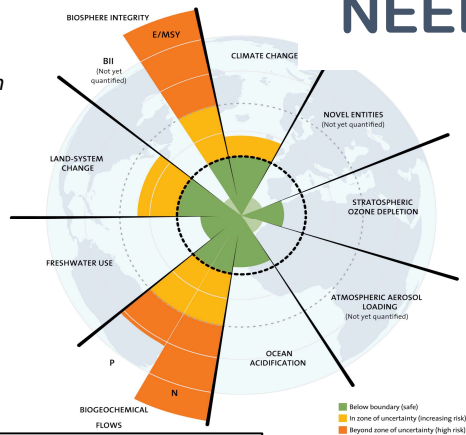 NEE
BIOSPHERE INTEGRITY
E/MSY
CLIMATE CHANGE
BII
(Not yet
quantified)
NOVEL ENTITIES
(Not yet quantified)
LAND-SYSTEM
CHANGE
STRATOSPHERIC
OZONE DEPLETION
FRESHWATER USE
ATMOSPHERIC AEROSOL
LOADING
(Not yet quantified)
OCEAN
ACIDIFICATION
P
N
BIOGEOCHEMICAL
FLOWS
Below boundary (safe)
In zone of uncertainty (increasing risk)
Beyond zone of uncertainty (high risk)